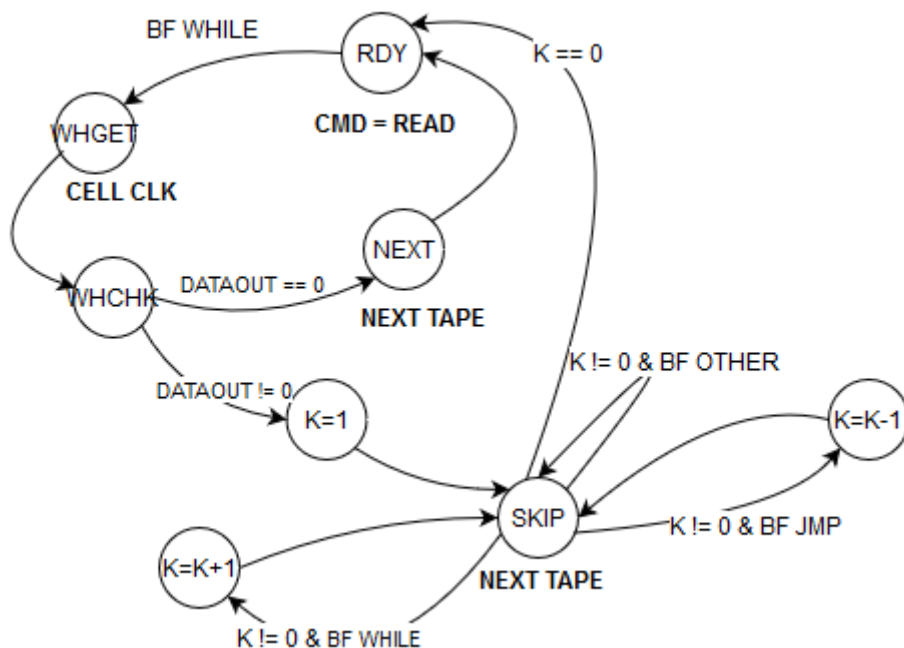 BF WHILE
RDY
K == 0
CMD = READ
WHGET
CELL CLK
NEXT
WHCHK
DATAOUT == 0
NEXT TAPE
DATAOUT != 0
K != 0 & BF OTHER
K=1
K=K-1
SKIP
K != 0 & BF JMP
K=K+1
NEXT TAPE
K != 0 & BF WHILE